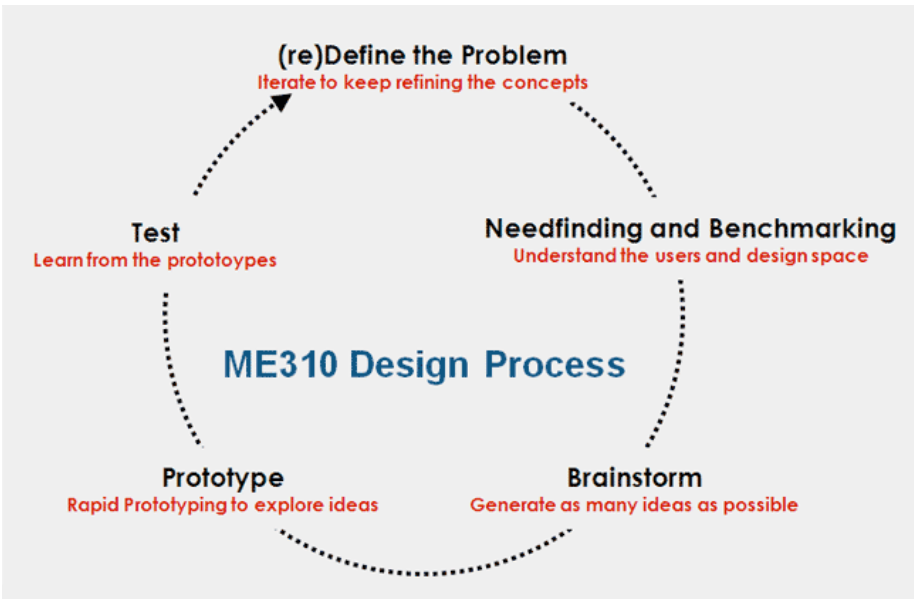 (re)Define the Problem
Iterate to keep refining the concepts
Needfinding and Benchmarking
Understand the users and design space
Test
Learn from the prototoypes
ME310 Design Process
Prototype
Rapid Prototyping to explore ideas
Brainstorm
Generate as many ideas as possible